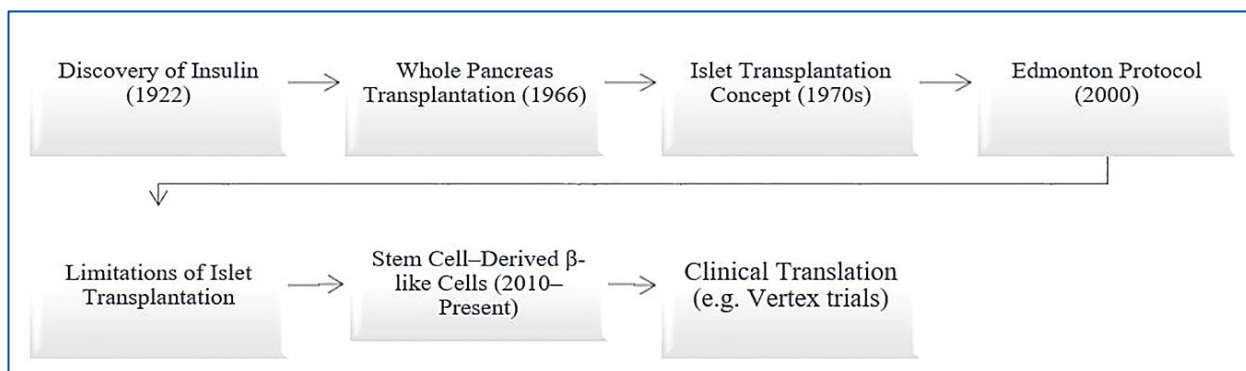 Discovery of Insulin
(1922)
Whole Pancreas
Transplantation (1966)
Islet Transplantation
Concept (1970s)
Edmonton Protocol
(2000)
Limitations of Islet
Transplantation
Stem Cell–Derived β-
like Cells (2010–
Present)
Clinical Translation
(e.g. Vertex trials)